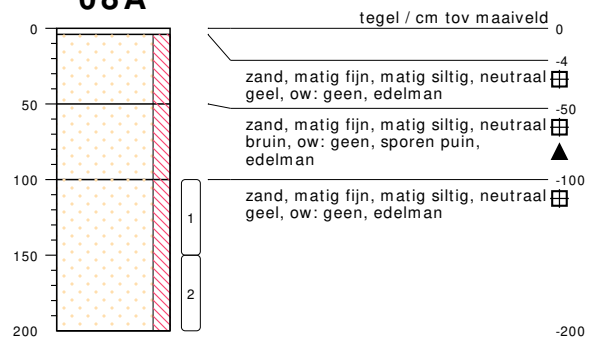 08A
tegel / cm tov maaiveld
0
0
-4
zand, matig fijn, matig siltig, neutraal
geel, ow: geen, edelman
50
-50
zand, matig fijn, matig siltig, neutraal
bruin, ow: geen, sporen puin,
edelman
100
-100
zand, matig fijn, matig siltig, neutraal
geel, ow: geen, edelman
1
150
2
200
-200